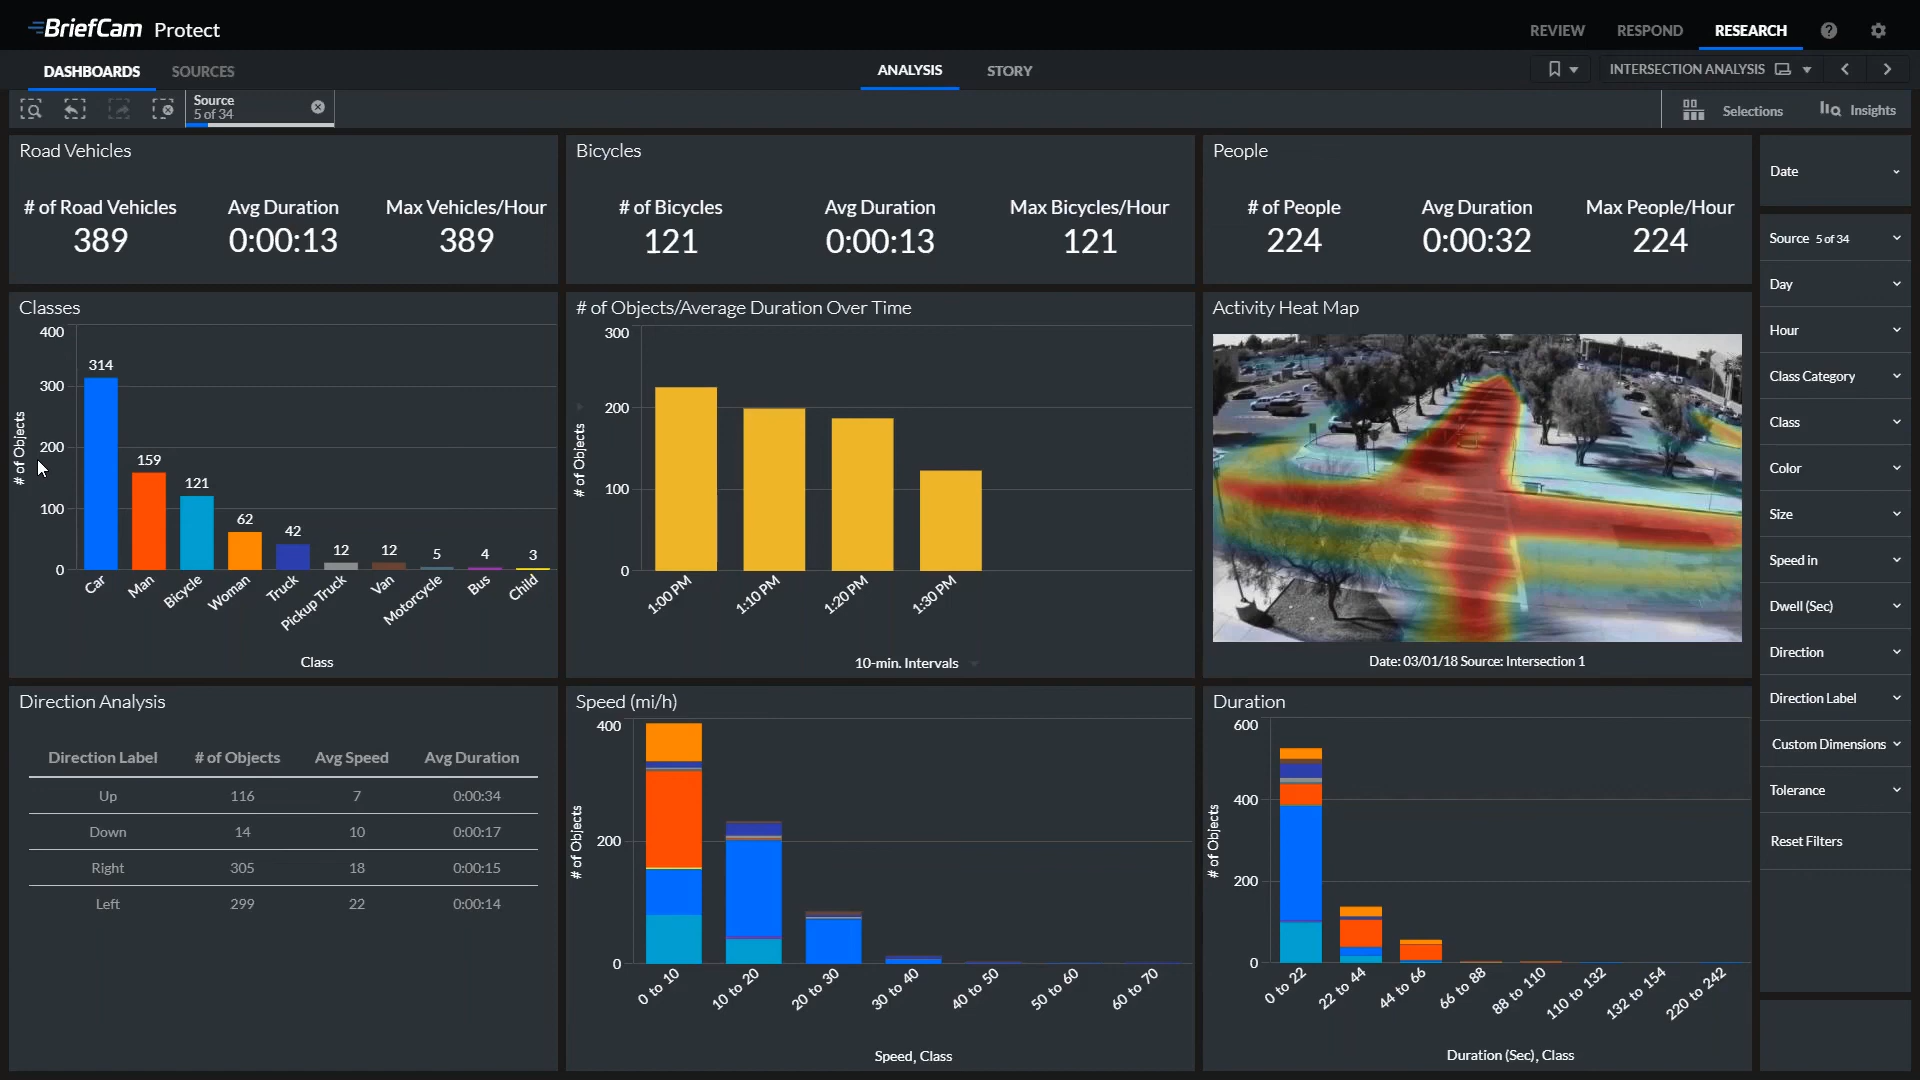 BriefCam Protect
REVIEW RESPOND RESEARCH ?
DASHBOARDS SOURCES ANALYSIS STORY INTERSECTION ANALYSIS
Source
5 of 34
Selections Insights
Road Vehicles
# of Road Vehicles Avg Duration Max Vehicles/Hour
389 0:00:13 389
Bicycles
# of Bicycles Avg Duration Max Bicycles/Hour
121 0:00:13 121
People
# of People Avg Duration Max People/Hour
224 0:00:32 224
Classes
400
300
200
100
0
# of Objects
314 159 121 62 42 12 12 5 4 3
Car Man Bicycle Woman Truck Pickup Truck Van Motorcycle Bus Child
Class
# of Objects/Average Duration Over Time
300
200
100
0
# of Objects
1:00 PM 1:10 PM 1:20 PM 1:30 PM
10-min. Intervals
Activity Heat Map
Date: 03/01/18 Source: Intersection 1
Direction Analysis
Direction Label # of Objects Avg Speed Avg Duration
Up 116 7 0:00:34
Down 14 10 0:00:17
Right 305 18 0:00:15
Left 299 22 0:00:14
Speed (mi/h)
400
200
0
# of Objects
0 to 10 10 to 20 20 to 30 30 to 40 40 to 50 50 to 60 60 to 70
Speed, Class
Duration
600
400
200
0
# of Objects
0 to 22 22 to 44 44 to 66 66 to 88 88 to 110 110 to 132 132 to 154 220 to 242
Duration (Sec), Class
Date
Source 5 of 34
Day
Hour
Class Category
Class
Color
Size
Speed in
Dwell (Sec)
Direction
Direction Label
Custom Dimensions
Tolerance
Reset Filters